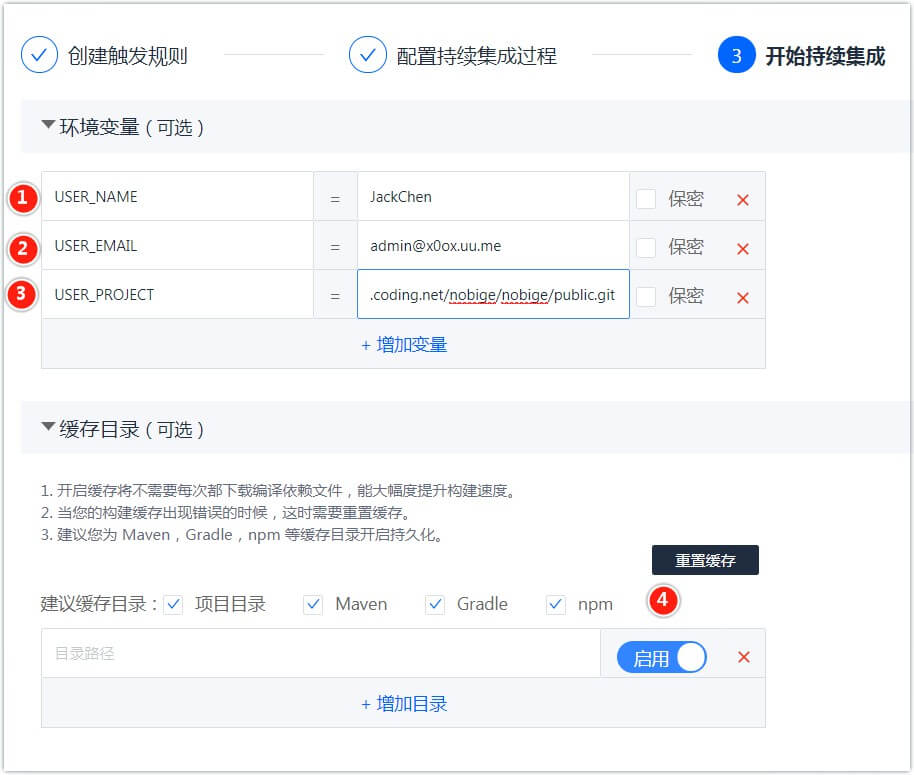 创建触发规则 配置持续集成过程 3 开始持续集成
环境变量 ( 可选 )
1 USER_NAME = JackChen 保密
2 USER_EMAIL = admin@x0ox.uu.me 保密
3 USER_PROJECT = .coding.net/nobige/nobige/public.git 保密
+ 增加变量
缓存目录 ( 可选 )
1. 开启缓存将不需要每次都下载编译依赖文件，能大幅度提升构建速度。
2. 当您的构建缓存出现错误的时候，这时需要重置缓存。
3. 建议您为 Maven，Gradle，npm 等缓存目录开启持久化。
重置缓存
建议缓存目录： 项目目录 Maven Gradle npm 4
目录路径 启用
+ 增加目录